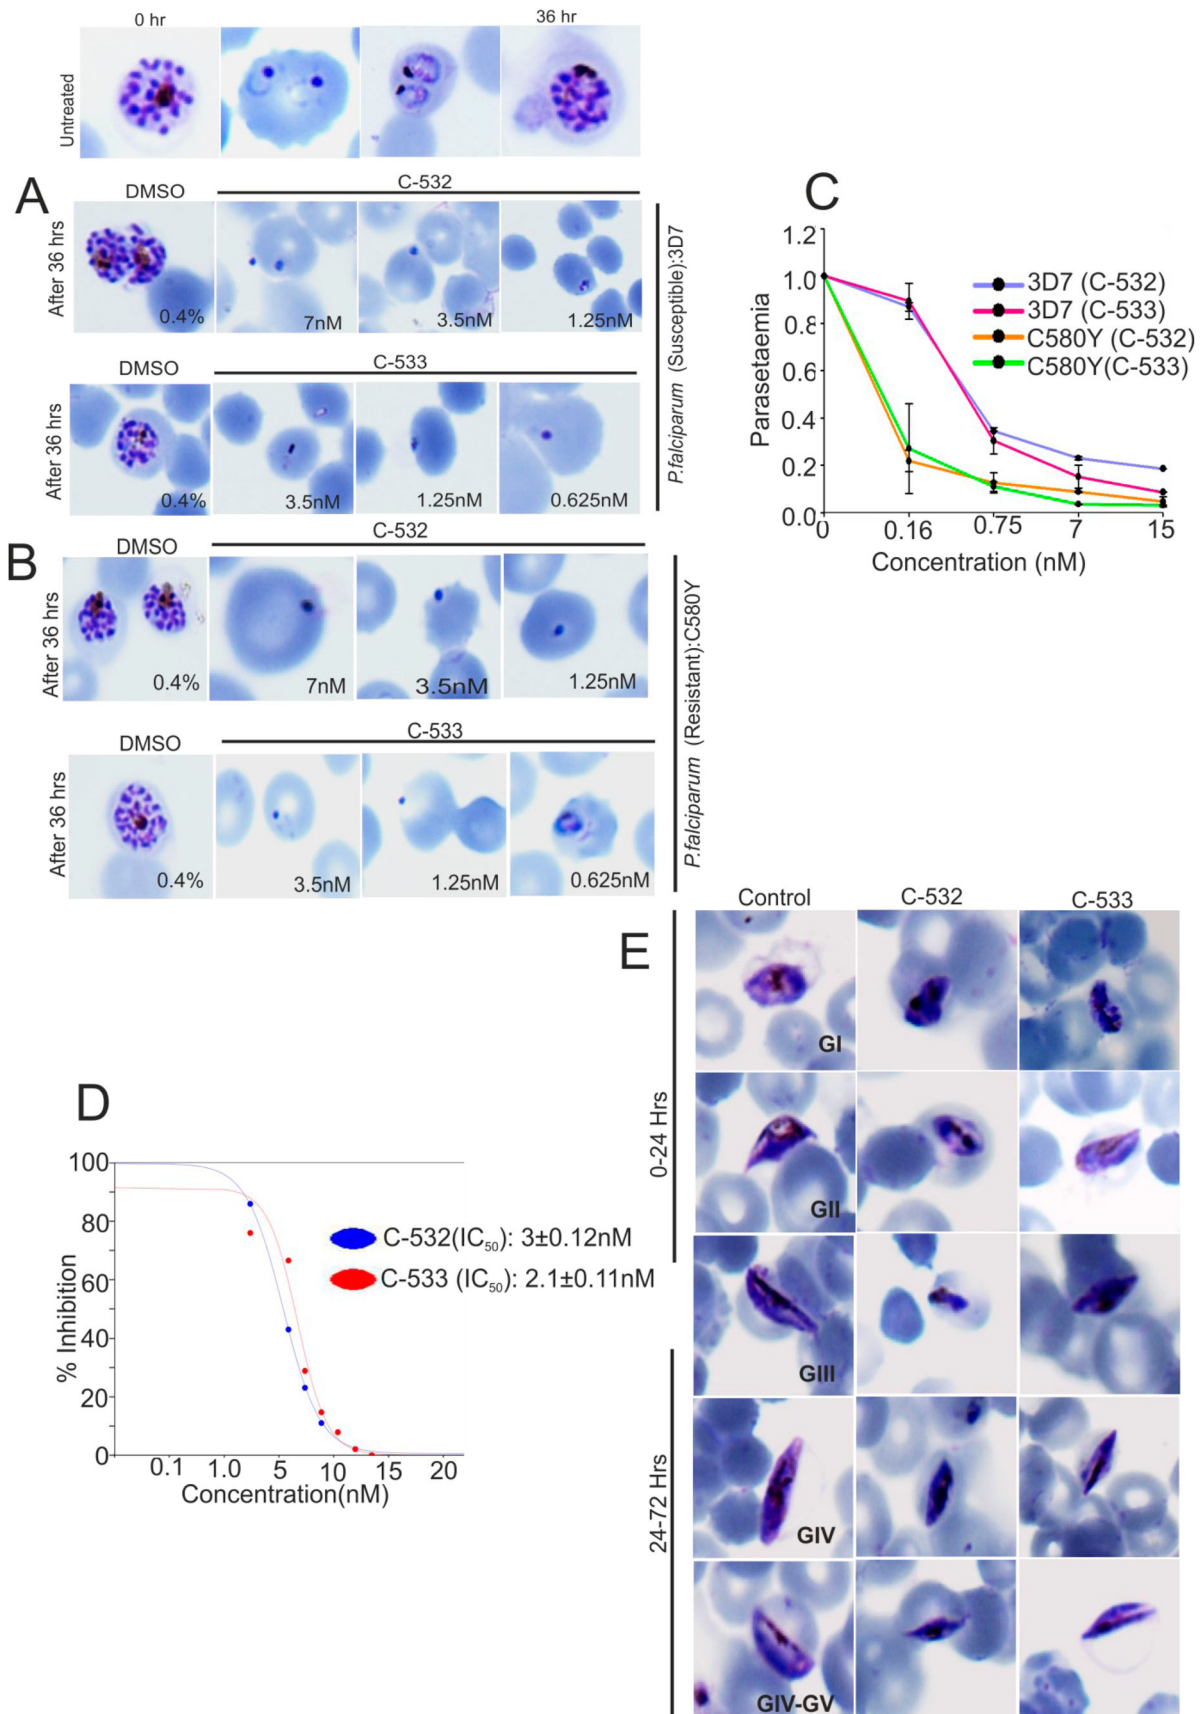 0 hr
36 hr
Untreated
A
DMSO
C-532
After 36 hrs
0.4%
7nM
3.5nM
1.25nM
DMSO
C-533
After 36 hrs
0.4%
3.5nM
1.25nM
0.625nM
P.falciparum (Susceptible):3D7
B
DMSO
C-532
After 36 hrs
0.4%
7nM
3.5nM
1.25nM
DMSO
C-533
After 36 hrs
0.4%
3.5nM
1.25nM
0.625nM
P.falciparum (Resistant):C580Y
C
1.2
1.0
0.8
0.6
0.4
0.2
0.0
Parasetaemia
0
0.16
0.75
7
15
Concentration (nM)
3D7 (C-532)
3D7 (C-533)
C580Y (C-532)
C580Y(C-533)
D
100
80
60
40
20
0
% Inhibition
0.1
1.0
5
10
15
20
Concentration(nM)
C-532(IC₅₀): 3±0.12nM
C-533 (IC₅₀): 2.1±0.11nM
E
Control
C-532
C-533
0-24 Hrs
GI
GII
GIII
24-72 Hrs
GIV
GIV-GV